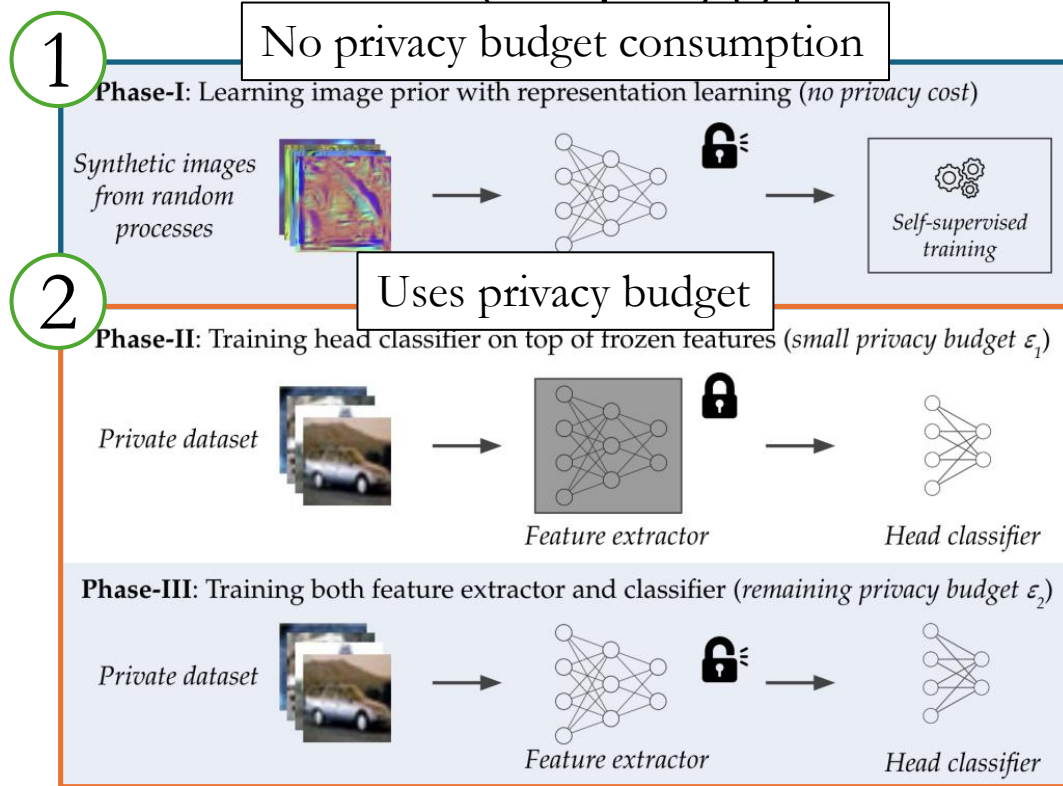 No privacy budget consumption
1
Phase-I: Learning image prior with representation learning (no privacy cost)
Synthetic images
from random
processes
Self-supervised
training
2
Uses privacy budget
Phase-II: Training head classifier on top of frozen features (small privacy budget ε₁)
Private dataset
Feature extractor
Head classifier
Phase-III: Training both feature extractor and classifier (remaining privacy budget ε₂)
Private dataset
Feature extractor
Head classifier